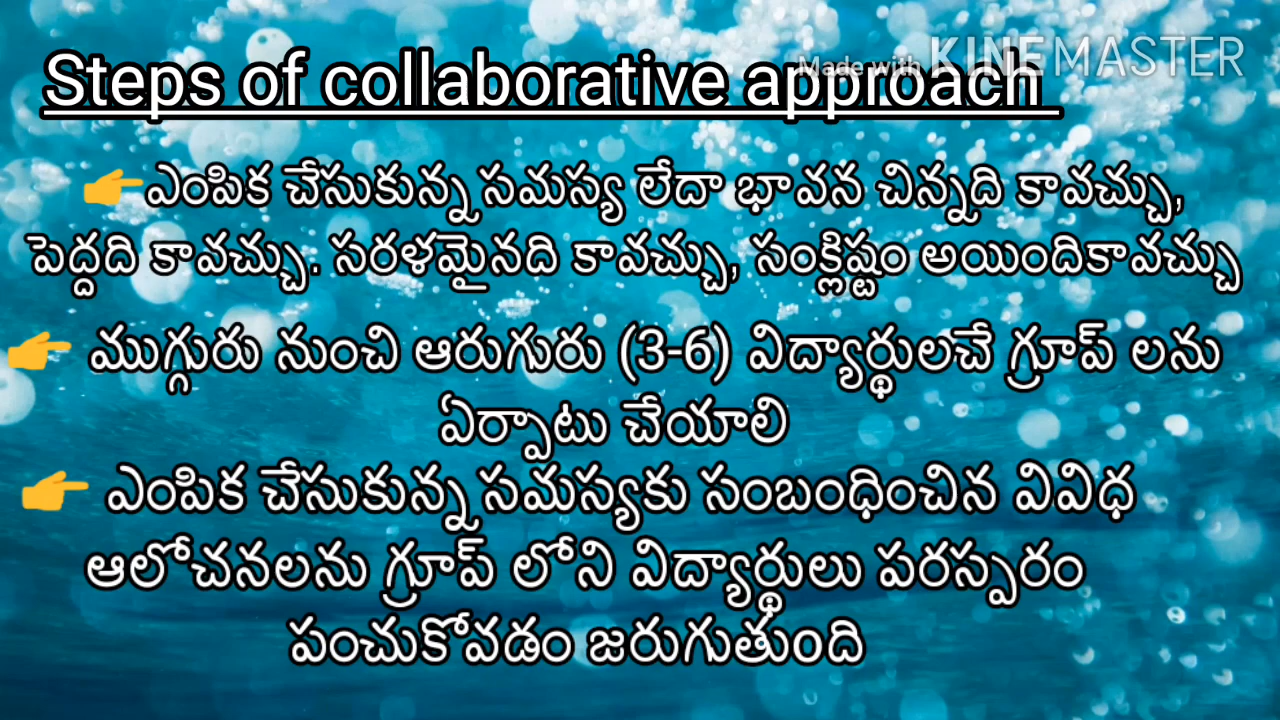 Made with KINEMASTER
Steps of collaborative approach
👉ఎంపిక చేసుకున్న సమస్య లేదా భావన చిన్నది కావచ్చు,
పెద్దది కావచ్చు. సరళమైనది కావచ్చు, సంక్లిష్టం అయిందికావచ్చు
👉 ముగ్గురు నుంచి ఆరుగురు (3-6) విద్యార్థులచే గ్రూప్ లను
ఏర్పాటు చేయాలి
👉 ఎంపిక చేసుకున్న సమస్యకు సంబంధించిన వివిధ
ఆలోచనలను గ్రూప్ లోని విద్యార్థులు పరస్పరం
పంచుకోవడం జరుగుతుంది